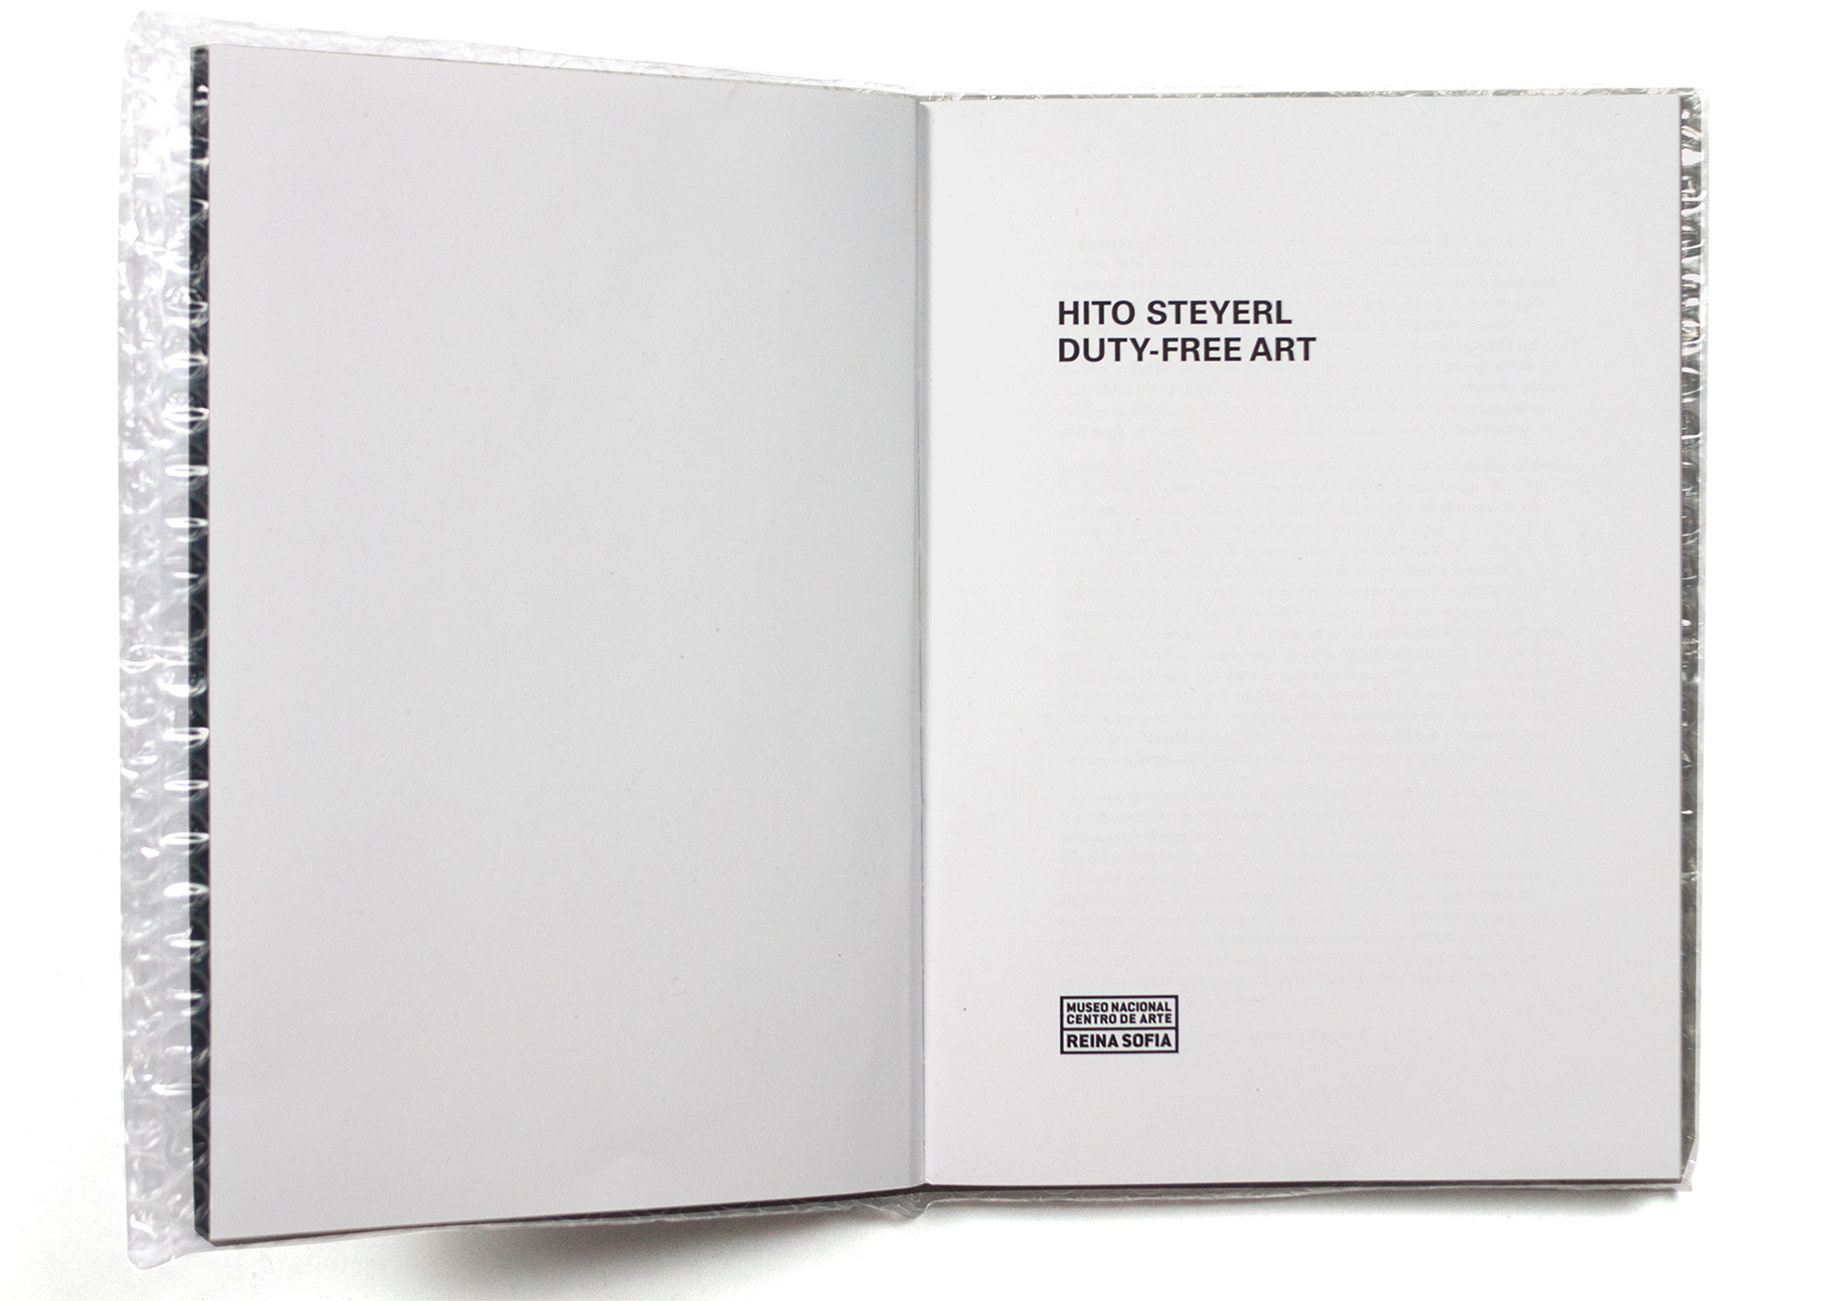 HITO STEYERL
DUTY-FREE ART
MUSEO NACIONAL
CENTRO DE ARTE
REINA SOFIA